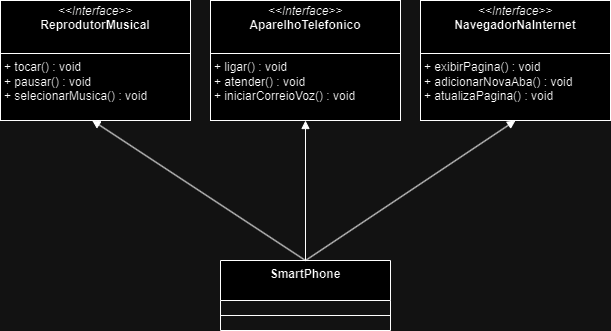 <<Interface>>
ReprodutorMusical
+ tocar() : void
+ pausar() : void
+ selecionarMusica() : void
<<Interface>>
AparelhoTelefonico
+ ligar() : void
+ atender() : void
+ iniciarCorreioVoz() : void
<<Interface>>
NavegadorNaInternet
+ exibirPagina() : void
+ adicionarNovaAba() : void
+ atualizaPagina() : void
SmartPhone